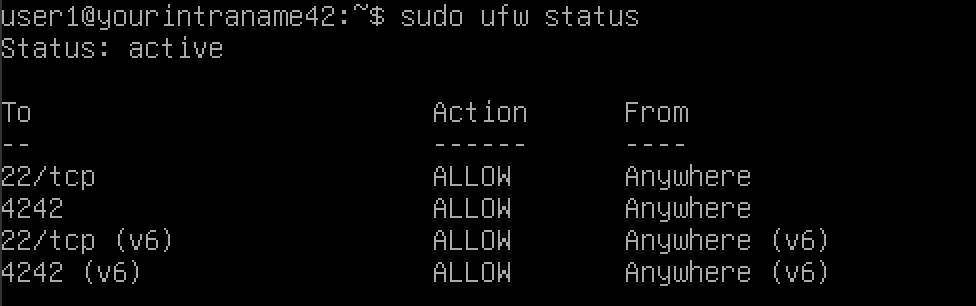 user1@yourintraname42:~$ sudo ufw status
Status: active
To Action From
-- ------ ----
22/tcp ALLOW Anywhere
4242 ALLOW Anywhere
22/tcp (v6) ALLOW Anywhere (v6)
4242 (v6) ALLOW Anywhere (v6)